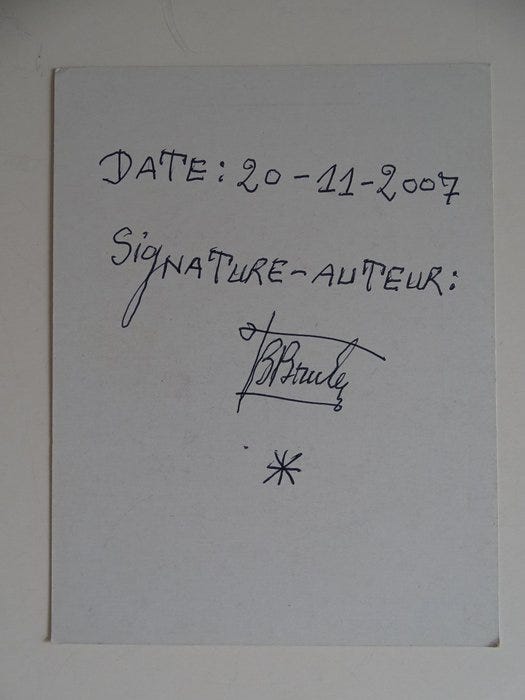 DATE: 20-11-2007
SigNATURE-AUTEUR:
*